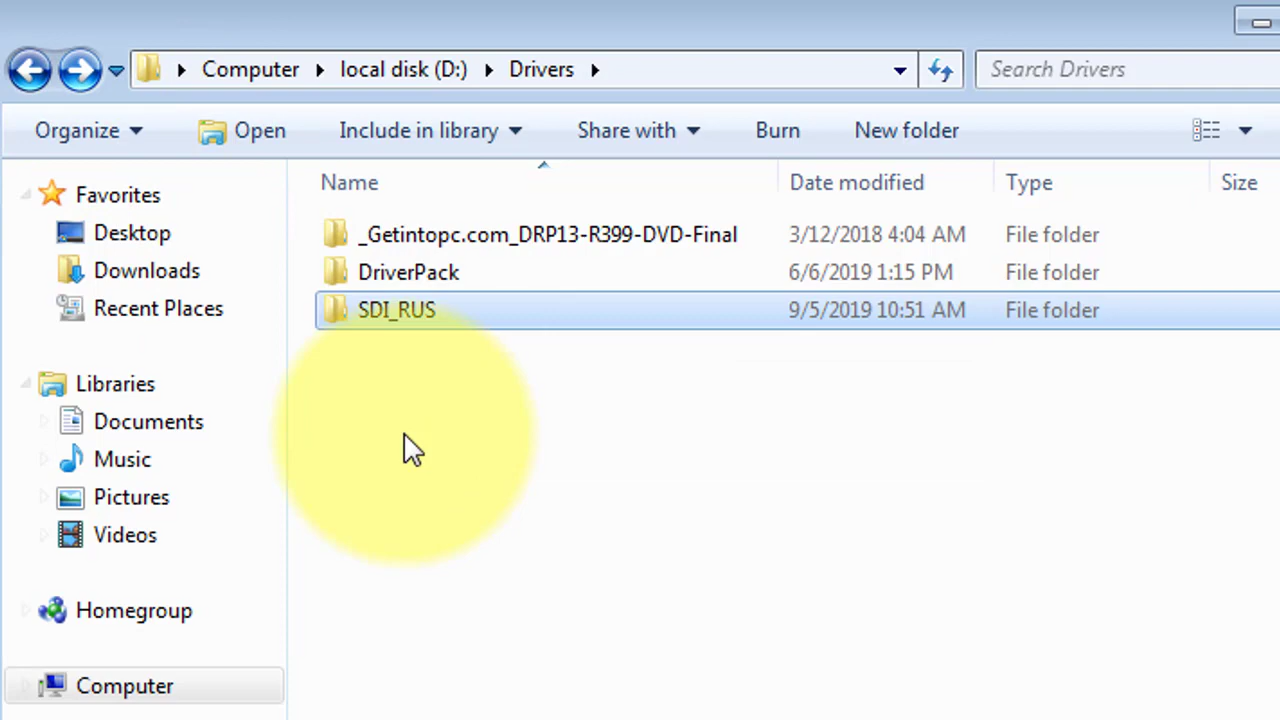 Computer local disk (D:) Drivers Search Drivers
Organize Open Include in library Share with Burn New folder
Favorites
Desktop
Downloads
Recent Places
Libraries
Documents
Music
Pictures
Videos
Homegroup
Computer
Name Date modified Type Size
_Getintopc.com_DRP13-R399-DVD-Final 3/12/2018 4:04 AM File folder
DriverPack 6/6/2019 1:15 PM File folder
SDI_RUS 9/5/2019 10:51 AM File folder